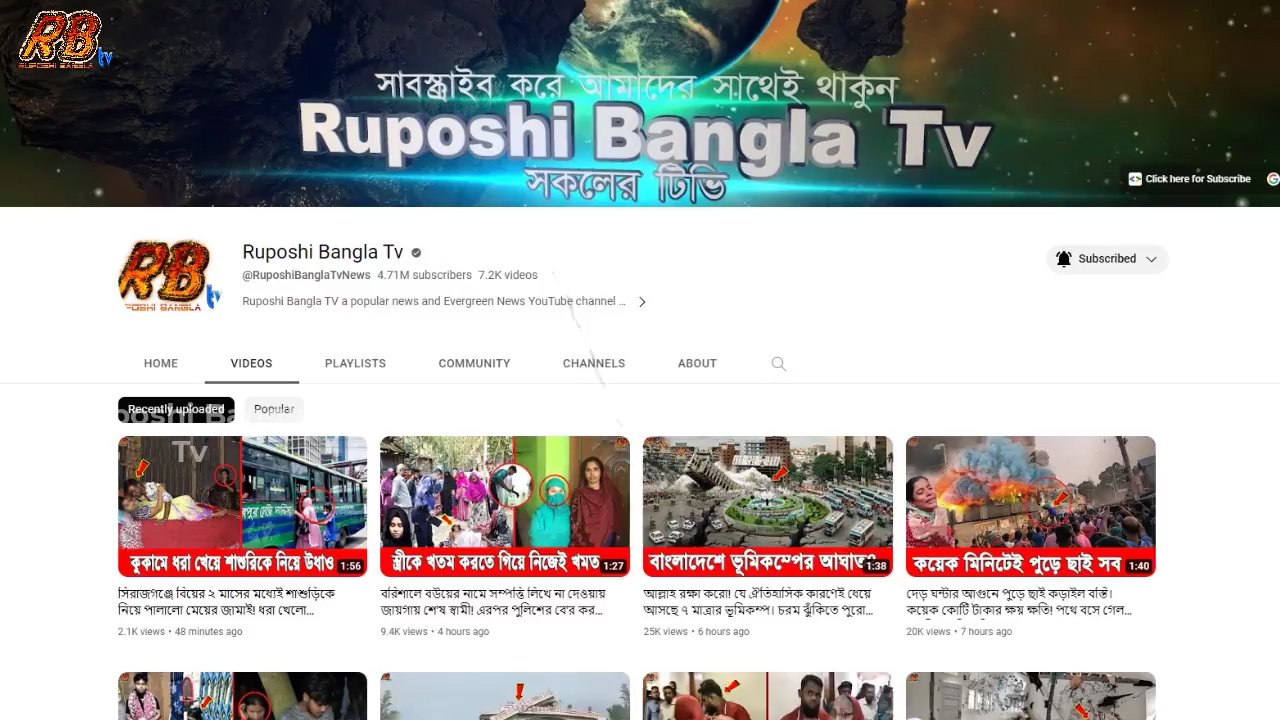 RB tv
RUPOSHI BANGLA
সাবস্ক্রাইব করে আমাদের সাথেই থাকুন
Ruposhi Bangla Tv
সকলের টিভি
Click here for Subscribe
RB tv
POSHI BANGLA
Ruposhi Bangla Tv
@RuposhiBanglaTvNews 4.71M subscribers 7.2K videos
Ruposhi Bangla TV a popular news and Evergreen News YouTube channel ...
Subscribed
HOME VIDEOS PLAYLISTS COMMUNITY CHANNELS ABOUT
Recently uploaded Popular
Tv
কুকামে ধরা খেয়ে শাশুরিকে নিয়ে উধাও 1:56
স্ত্রীকে খতম করতে গিয়ে নিজেই খমত 1:27
বাংলাদেশে ভূমিকম্পের আঘাত 1:38
কয়েক মিনিটেই পুড়ে ছাই সব 1:40
সিরাজগঞ্জে বিয়ের ২ মাসের মধ্যেই শাশুড়িকে
নিয়ে পালালো মেয়ের জামাই! ধরা খেলো...
2.1K views • 48 minutes ago
বরিশালে বউয়ের নামে সম্পত্তি লিখে না দেওয়ায়
জায়গায় শে'ষ স্বামী! এরপর পুলিশের বে'র কর...
9.4K views • 4 hours ago
আল্লাহ রক্ষা করো! যে ঐতিহাসিক কারণেই ধেয়ে
আসছে ৭ মাত্রার ভূমিকম্প। চরম ঝুঁকিতে পুরো...
25K views • 6 hours ago
দেড় ঘন্টার আগুনে পুড়ে ছাই কড়াইল বস্তি।
কয়েক কোটি টাকার ক্ষয় ক্ষতি! পথে বসে গেল...
20K views • 7 hours ago